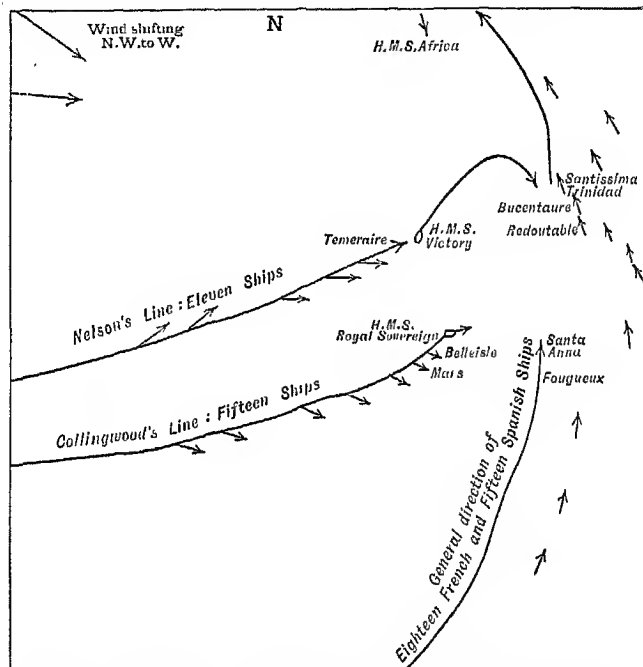 Wind shifting
N.W. to W.
N
H.M.S. Africa
Santissima
Trinidad
Bucentaure
Redoutable
Temeraire
H.M.S.
Victory
Nelson's Line : Eleven Ships
H.M.S.
Royal Sovereign
Belleisle
Mars
Santa
Anna
Fougueux
Collingwood's Line : Fifteen Ships
General direction of
Eighteen French and Fifteen Spanish Ships